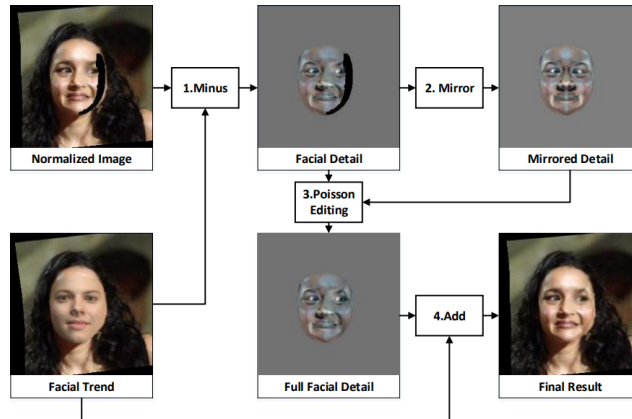 1.Minus
2. Mirror
Normalized Image
Facial Detail
Mirrored Detail
3.Poisson
Editing
4.Add
Facial Trend
Full Facial Detail
Final Result